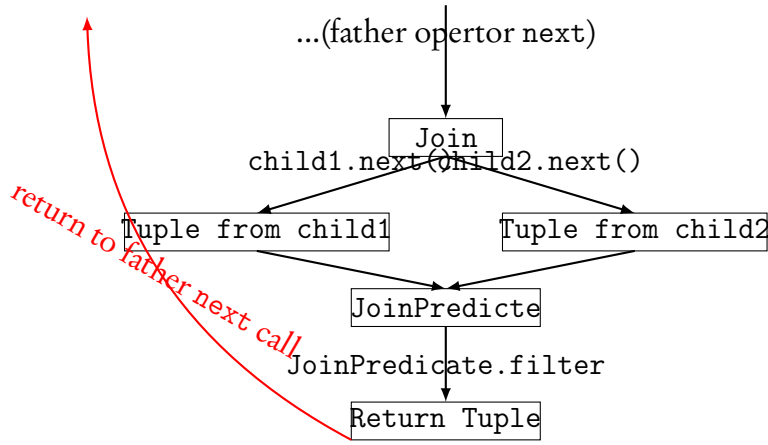 ...(father opertor next)
Join
child1.next()
child2.next()
Tuple from child1
Tuple from child2
return to father next call
JoinPredicte
JoinPredicate.filter
Return Tuple